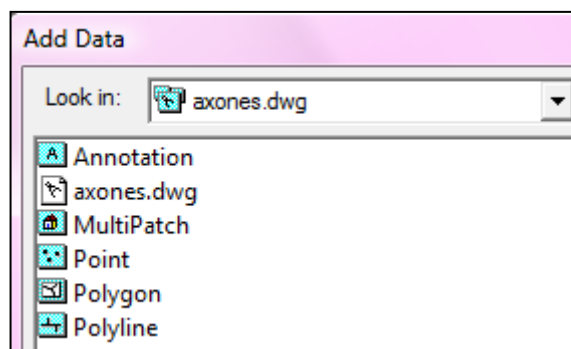 Add Data
Look in: axones.dwg
Annotation
axones.dwg
MultiPatch
Point
Polygon
Polyline